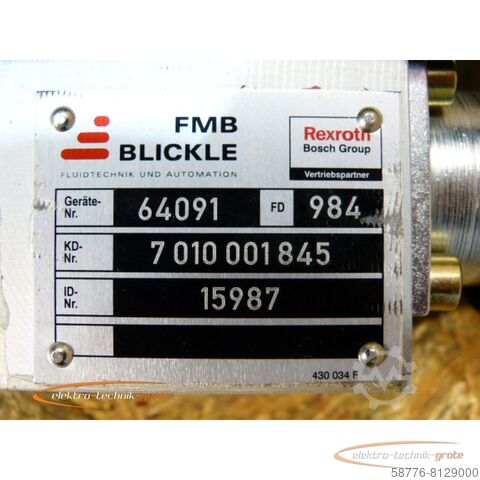 FMB
BLICKLE
FLUIDTECHNIK UND AUTOMATION
Rexroth
Bosch Group
Vertriebspartner
Geräte-
Nr.
64091
FD
984
KD-
Nr.
7 010 001 845
ID-
Nr.
15987
430 034 F
elektro-technik-grote
elektro-technik-grote
58776-8129000